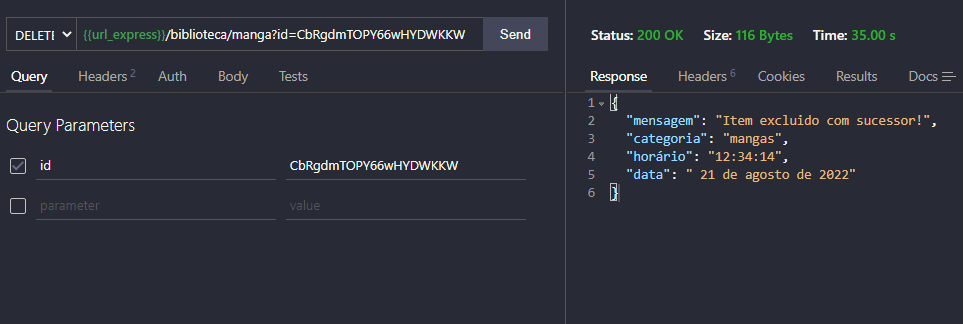 DELETE {{url_express}}/biblioteca/manga?id=CbRgdmTOPY66wHYDWKKW Send
Query Headers 2 Auth Body Tests
Query Parameters
id CbRgdmTOPY66wHYDWKKW
parameter value
Status: 200 OK Size: 116 Bytes Time: 35.00 s
Response Headers 6 Cookies Results Docs
1 {
2 "mensagem": "Item excluido com sucessor!",
3 "categoria": "mangas",
4 "horário": "12:34:14",
5 "data": " 21 de agosto de 2022"
6 }